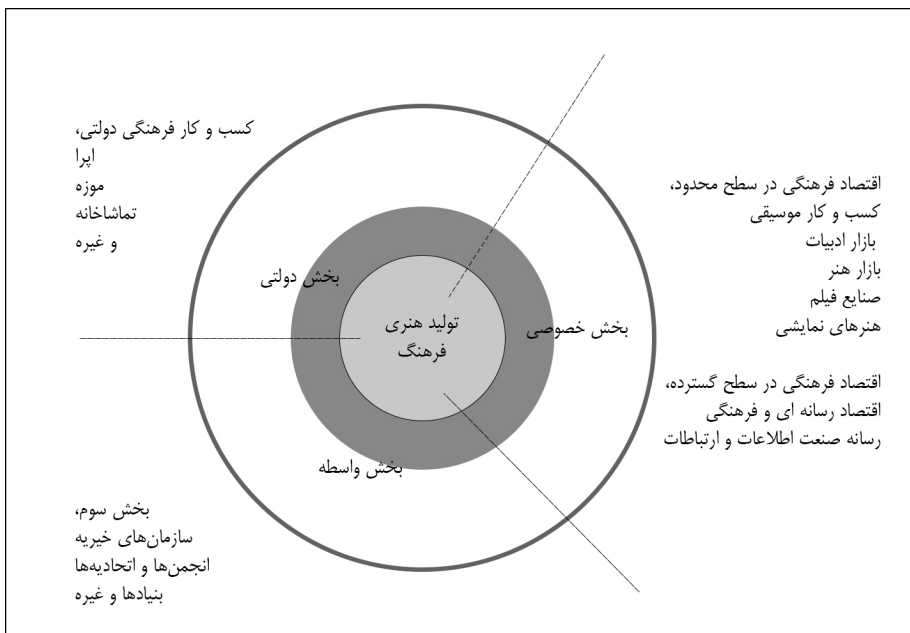 کسب و کار فرهنگی دولتی،
اپرا
موزه
تماشاخانه
و غیره
اقتصاد فرهنگی در سطح محدود،
کسب و کار موسیقی
بازار ادبیات
بازار هنر
صنایع فیلم
هنرهای نمایشی
اقتصاد فرهنگی در سطح گسترده،
اقتصاد رسانه ای و فرهنگی
رسانه صنعت اطلاعات و ارتباطات
بخش دولتی
تولید هنری
فرهنگ
بخش خصوصی
بخش واسطه
بخش سوم،
سازمان‌های خیریه
انجمن‌ها و اتحادیه‌ها
بنیادها و غیره